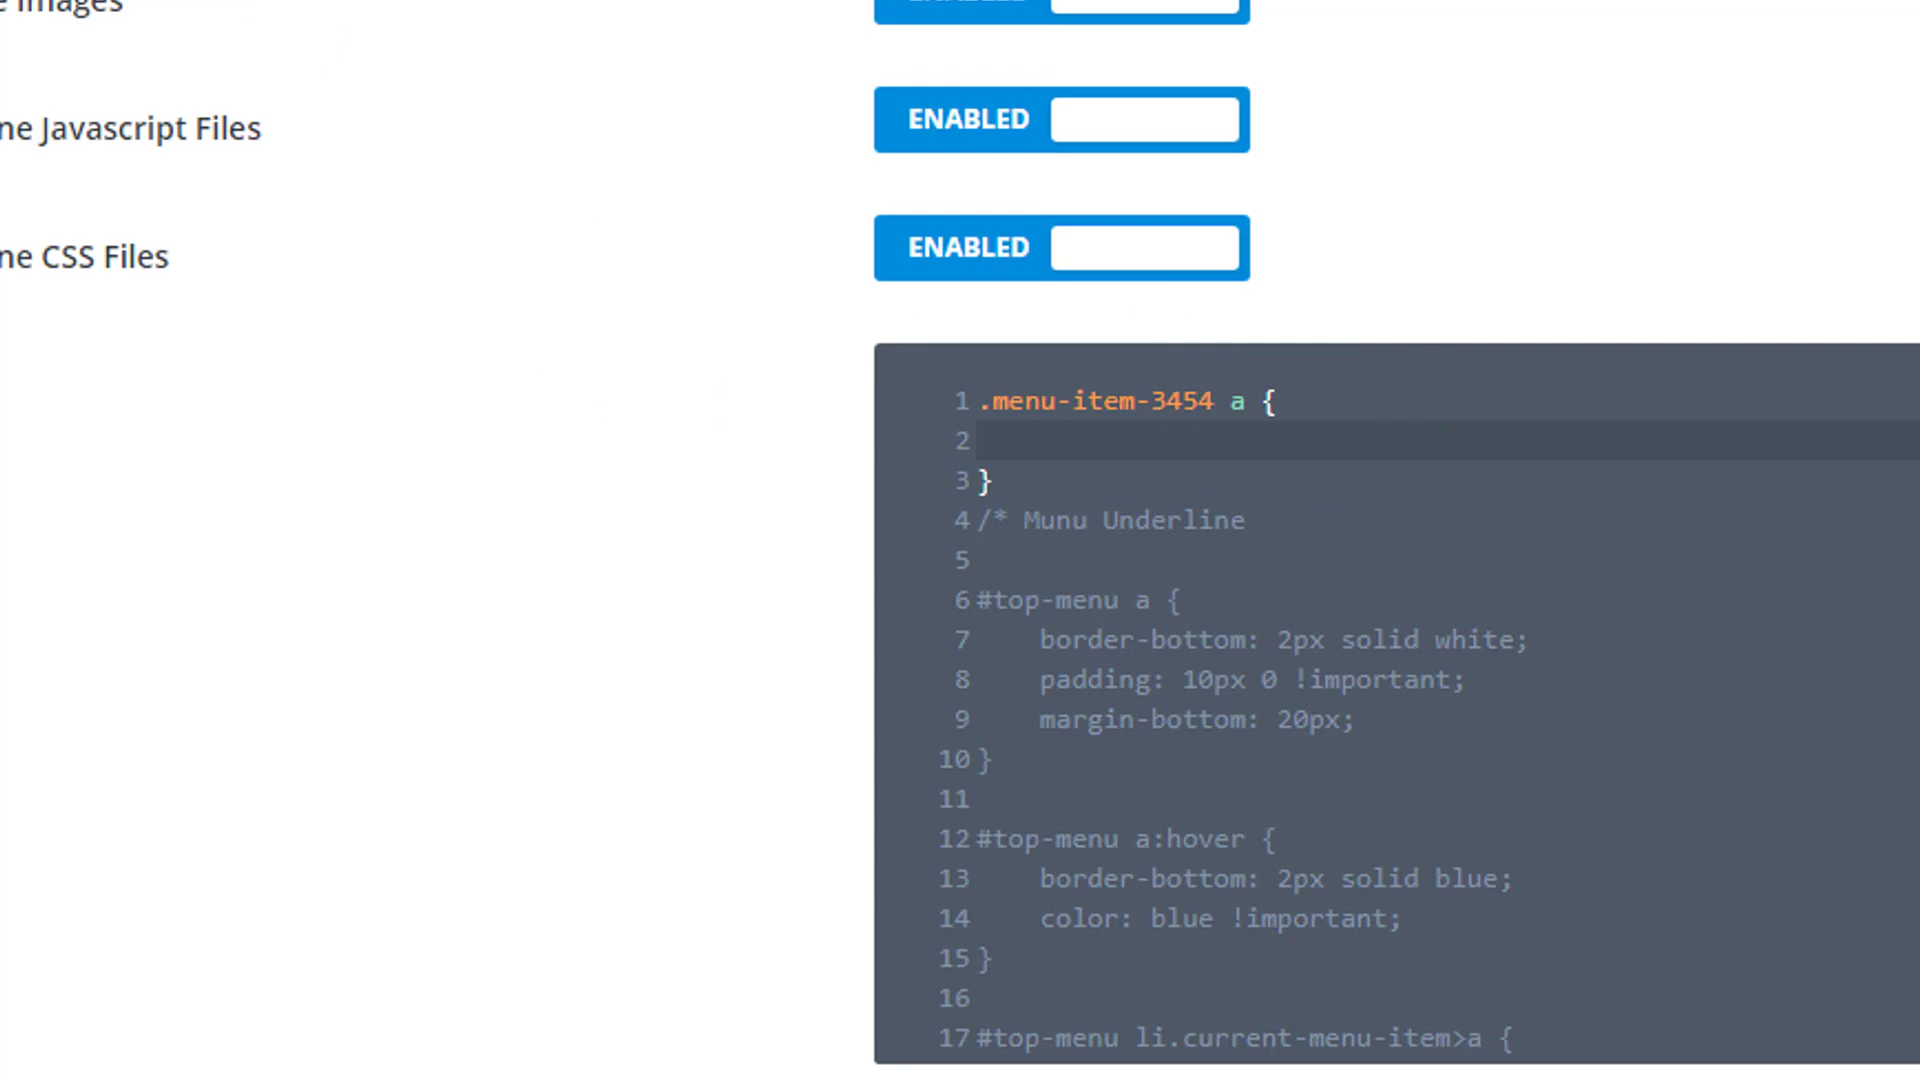 Images
ne Javascript Files
ENABLED
ne CSS Files
ENABLED
1 .menu-item-3454 a {
2
3 }
4 /* Munu Underline
5
6 #top-menu a {
7 border-bottom: 2px solid white;
8 padding: 10px 0 !important;
9 margin-bottom: 20px;
10 }
11
12 #top-menu a:hover {
13 border-bottom: 2px solid blue;
14 color: blue !important;
15 }
16
17 #top-menu li.current-menu-item>a {